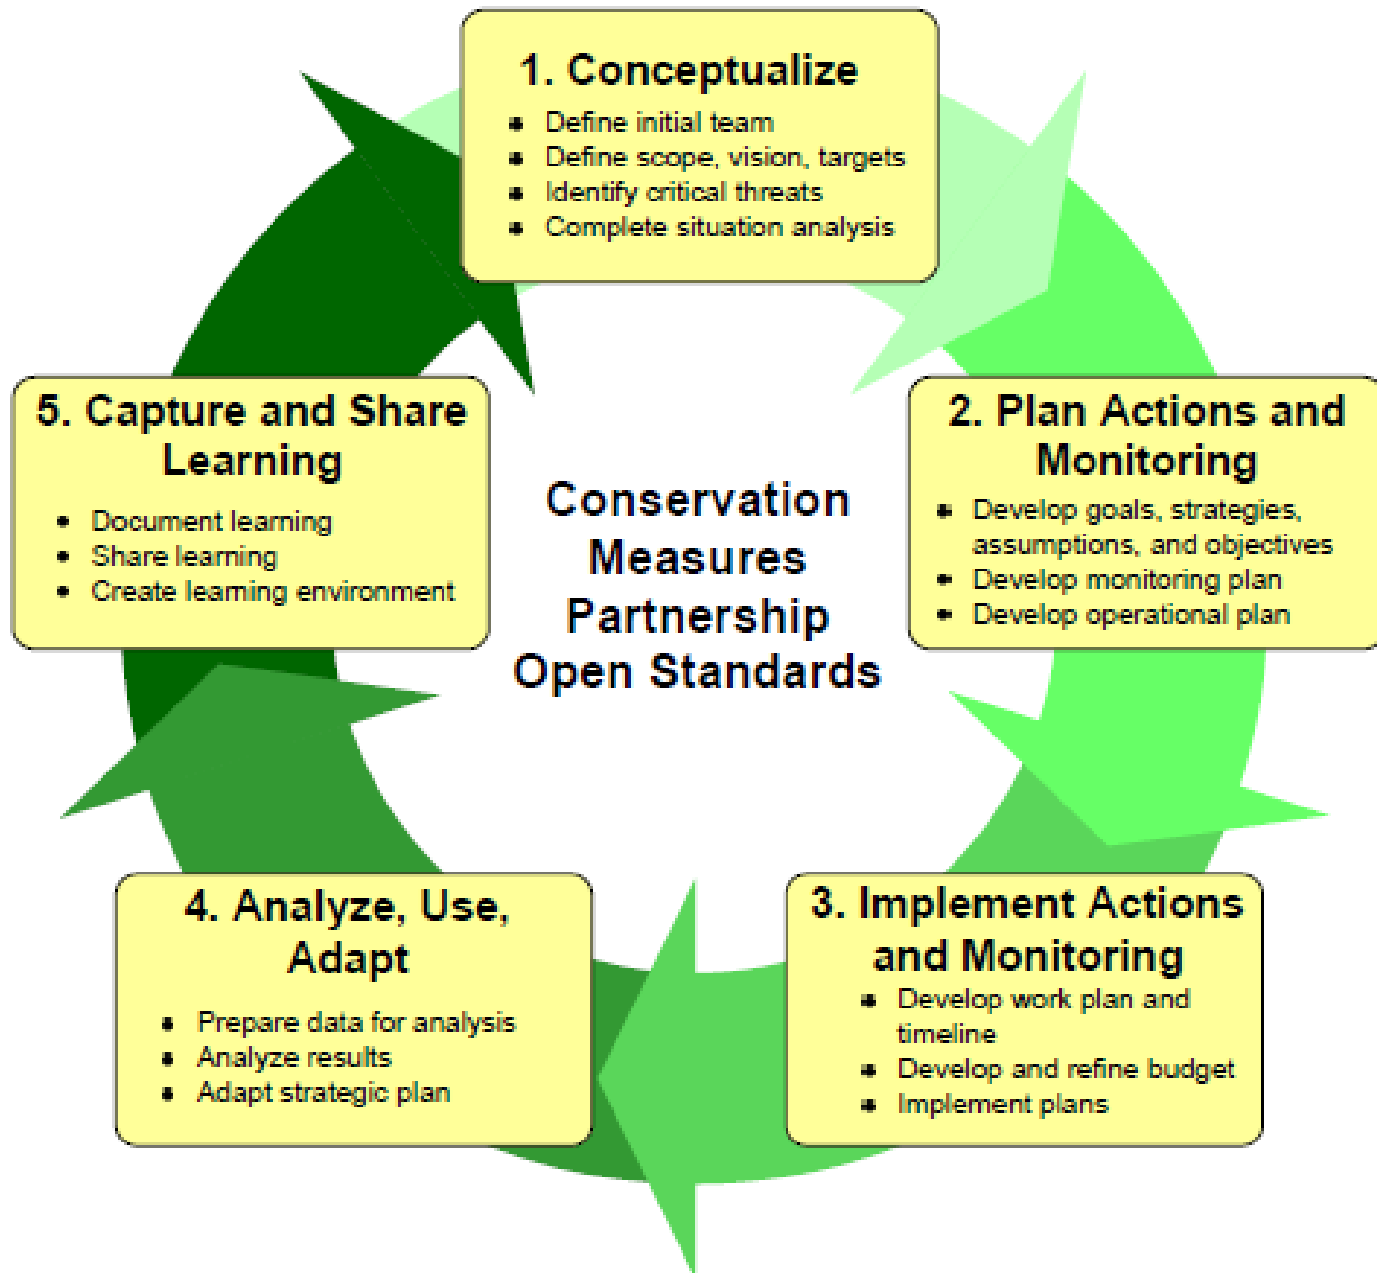 1. Conceptualize
• Define initial team
• Define scope, vision, targets
• Identify critical threats
• Complete situation analysis
2. Plan Actions and
Monitoring
• Develop goals, strategies,
assumptions, and objectives
• Develop monitoring plan
• Develop operational plan
3. Implement Actions
and Monitoring
• Develop work plan and
timeline
• Develop and refine budget
• Implement plans
4. Analyze, Use,
Adapt
• Prepare data for analysis
• Analyze results
• Adapt strategic plan
5. Capture and Share
Learning
• Document learning
• Share learning
• Create learning environment
Conservation
Measures
Partnership
Open Standards